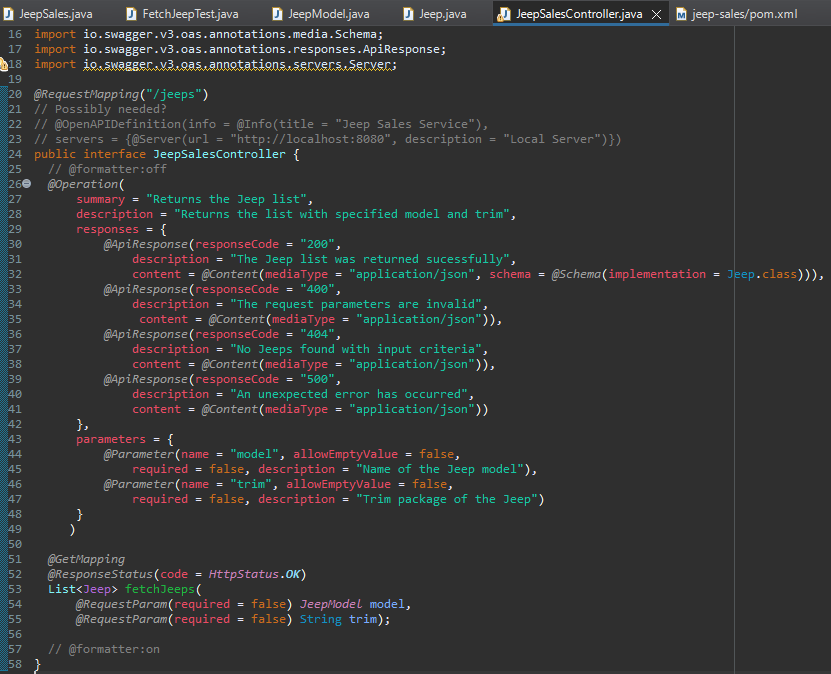 JeepSales.java FetchJeepTest.java JeepModel.java Jeep.java JeepSalesController.java jeep-sales/pom.xml
16 import io.swagger.v3.oas.annotations.media.Schema;
17 import io.swagger.v3.oas.annotations.responses.ApiResponse;
18 import io.swagger.v3.oas.annotations.servers.Server;
19
20 @RequestMapping("/jeeps")
21 // Possibly needed?
22 // @OpenAPIDefinition(info = @Info(title = "Jeep Sales Service"),
23 // servers = {@Server(url = "http://localhost:8080", description = "Local Server")})
24 public interface JeepSalesController {
25 // @formatter:off
26 @Operation(
27 summary = "Returns the Jeep list",
28 description = "Returns the list with specified model and trim",
29 responses = {
30 @ApiResponse(responseCode = "200",
31 description = "The Jeep list was returned sucessfully",
32 content = @Content(mediaType = "application/json", schema = @Schema(implementation = Jeep.class))),
33 @ApiResponse(responseCode = "400",
34 description = "The request parameters are invalid",
35 content = @Content(mediaType = "application/json")),
36 @ApiResponse(responseCode = "404",
37 description = "No Jeeps found with input criteria",
38 content = @Content(mediaType = "application/json")),
39 @ApiResponse(responseCode = "500",
40 description = "An unexpected error has occurred",
41 content = @Content(mediaType = "application/json"))
42 },
43 parameters = {
44 @Parameter(name = "model", allowEmptyValue = false,
45 required = false, description = "Name of the Jeep model"),
46 @Parameter(name = "trim", allowEmptyValue = false,
47 required = false, description = "Trim package of the Jeep")
48 }
49 )
50
51 @GetMapping
52 @ResponseStatus(code = HttpStatus.OK)
53 List<Jeep> fetchJeeps(
54 @RequestParam(required = false) JeepModel model,
55 @RequestParam(required = false) String trim);
56
57 // @formatter:on
58 }